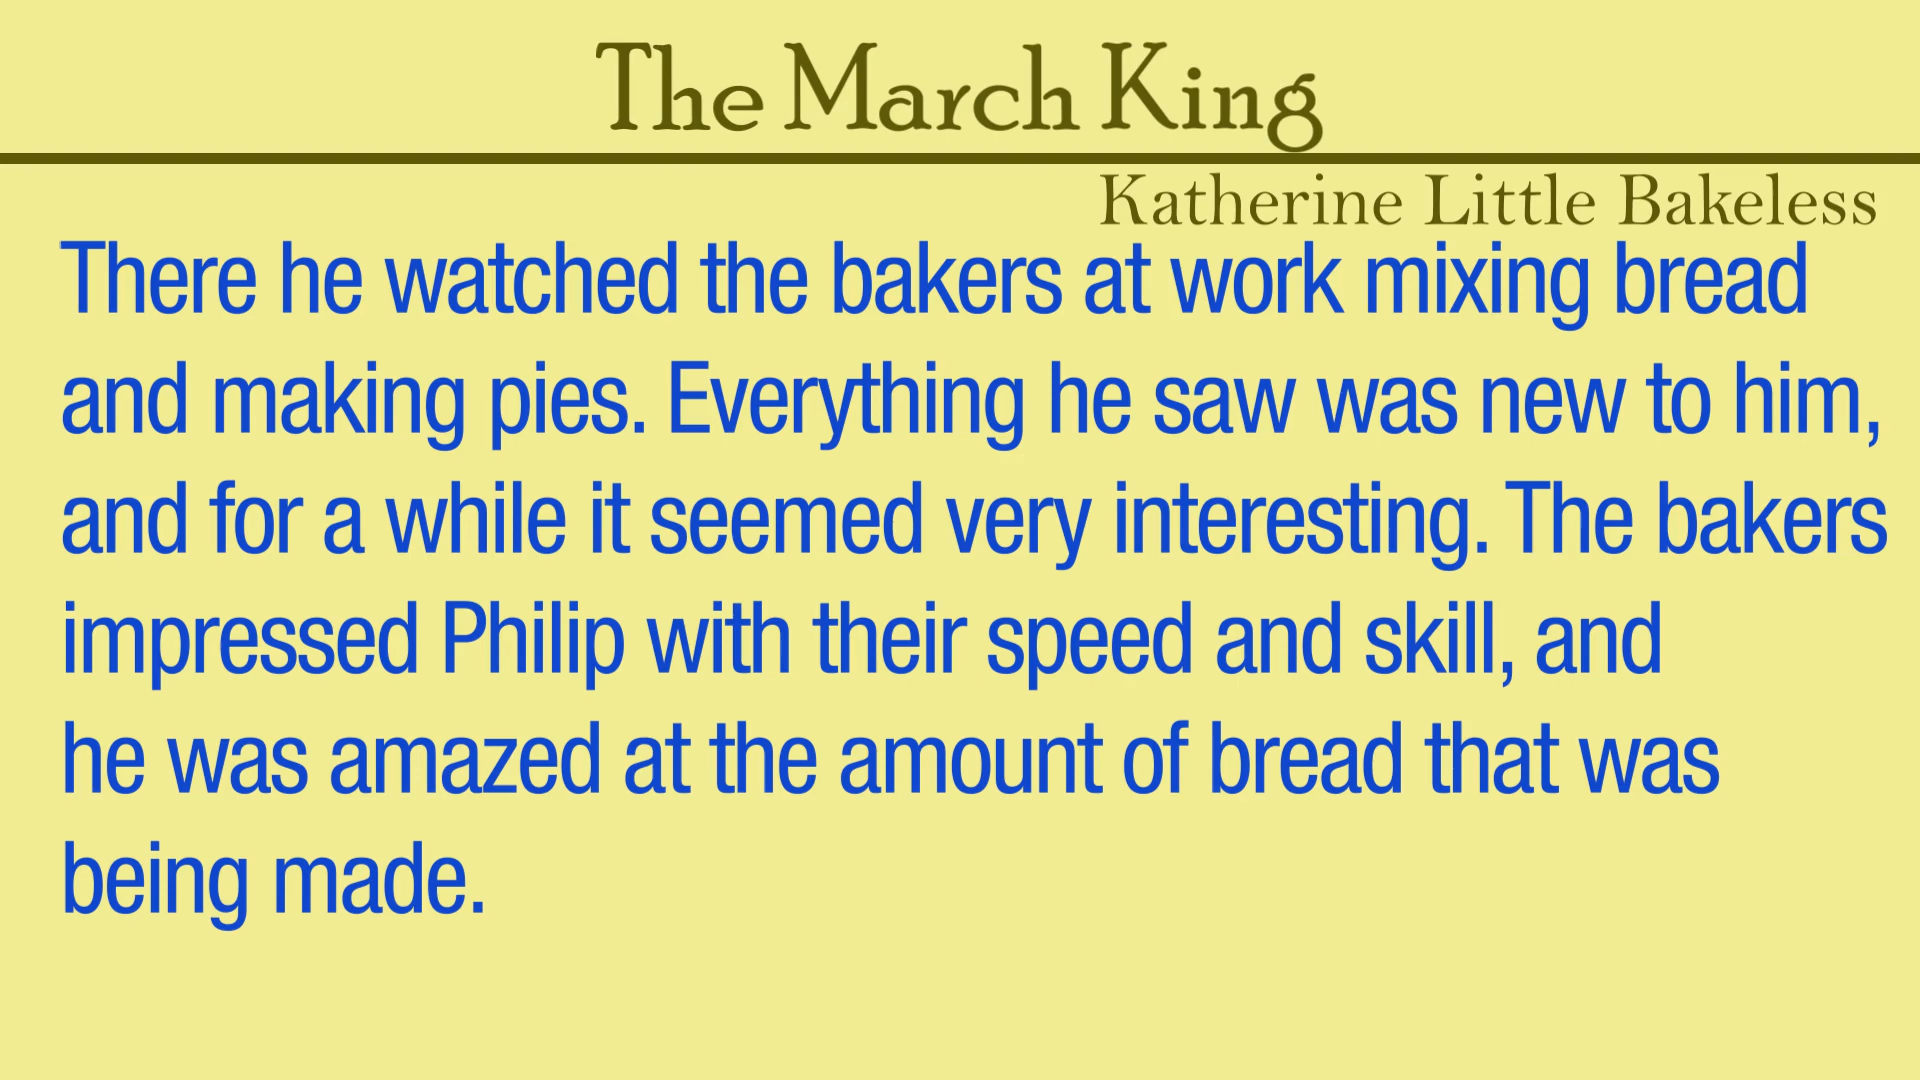 The March King
Katherine Little Bakeless
There he watched the bakers at work mixing bread
and making pies. Everything he saw was new to him,
and for a while it seemed very interesting. The bakers
impressed Philip with their speed and skill, and
he was amazed at the amount of bread that was
being made.